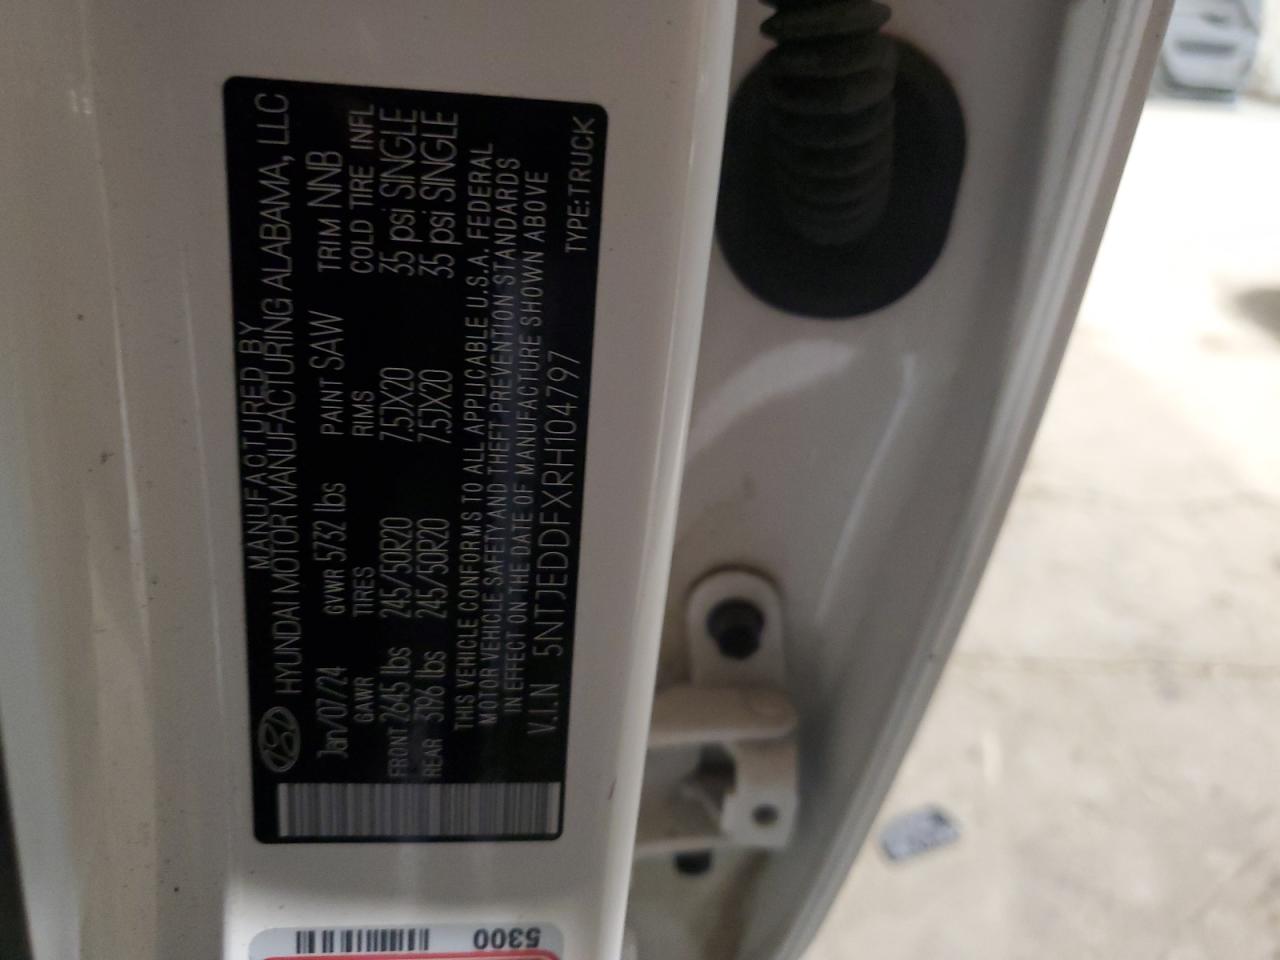 MANUFACTURED BY
HYUNDAI MOTOR MANUFACTURING ALABAMA, LLC
Jan/07/24 GVWR 5732 lbs PAINT SAW TRIM NNB
GAWR TIRES RIMS COLD TIRE INFL
FRONT 2645 lbs 245/50R20 7.5JX20 35 psi SINGLE
REAR 3196 lbs 245/50R20 7.5JX20 35 psi SINGLE
THIS VEHICLE CONFORMS TO ALL APPLICABLE U.S.A. FEDERAL
MOTOR VEHICLE SAFETY AND THEFT PREVENTION STANDARDS
IN EFFECT ON THE DATE OF MANUFACTURE SHOWN ABOVE
V.I.N 5NTJEDDFXRH104797 TYPE: TRUCK
5300